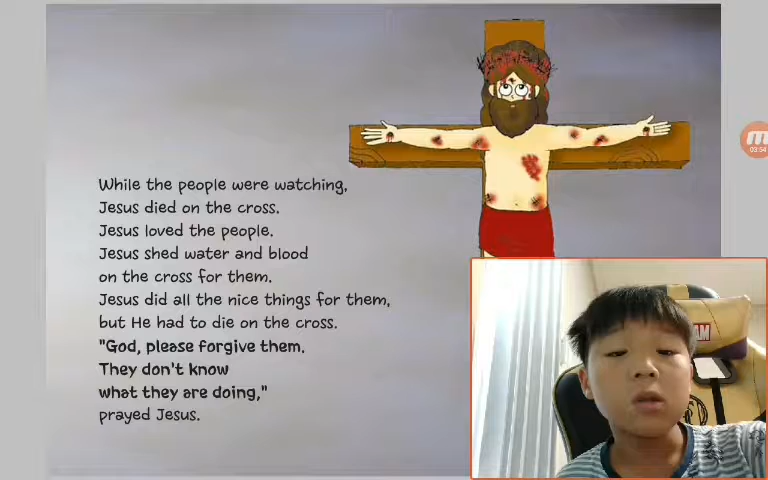 While the people were watching,
Jesus died on the cross.
Jesus loved the people.
Jesus shed water and blood
on the cross for them.
Jesus did all the nice things for them,
but He had to die on the cross.
"God, please forgive them.
They don't know
what they are doing,"
prayed Jesus.
03:54